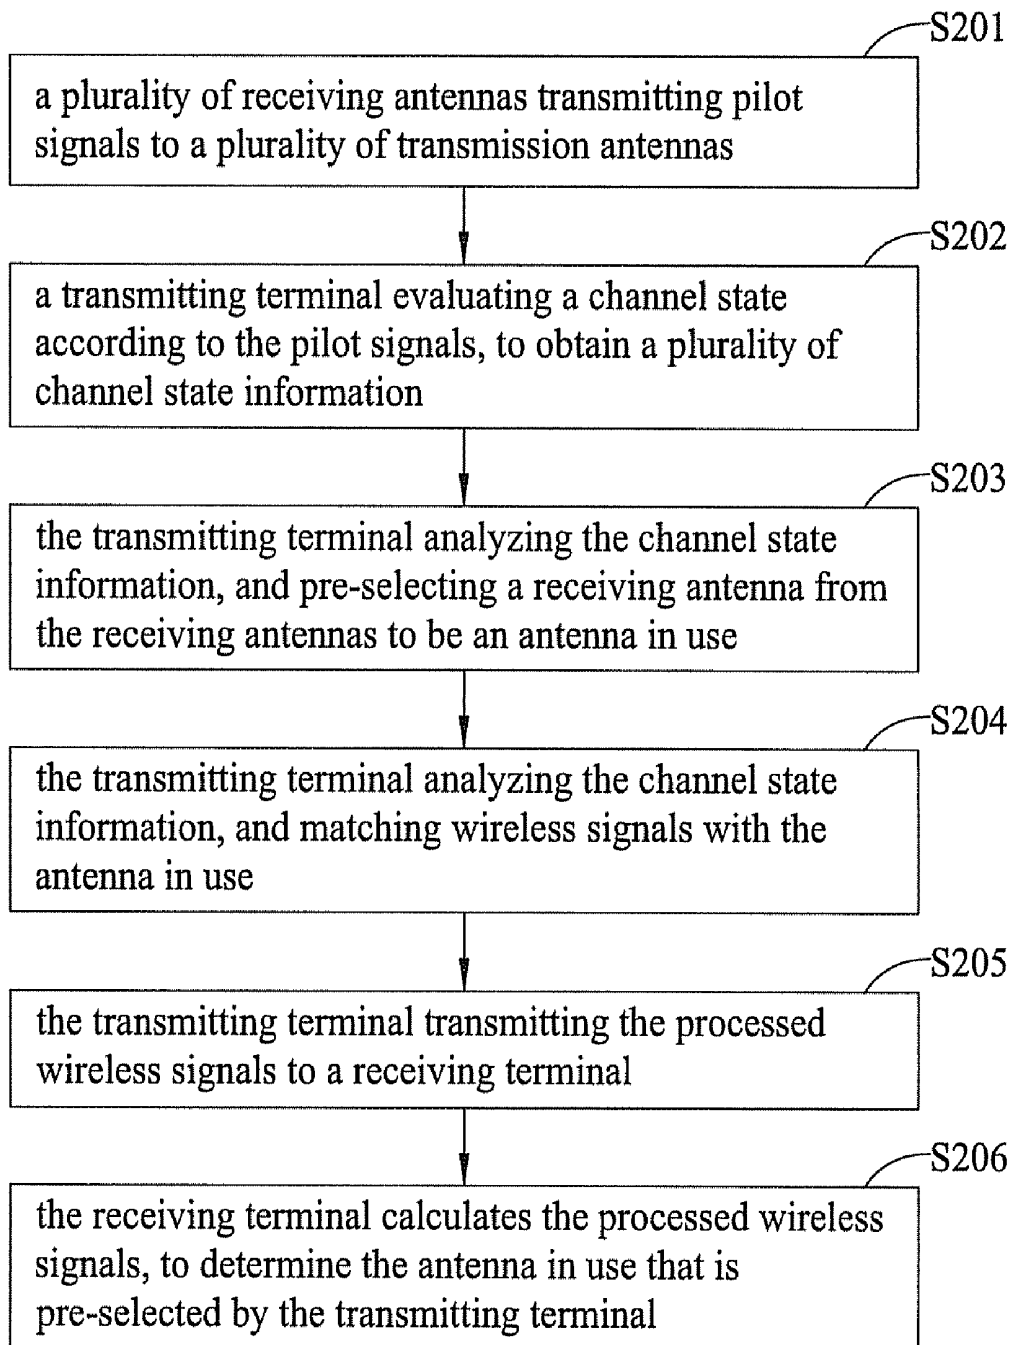 S201
a plurality of receiving antennas transmitting pilot
signals to a plurality of transmission antennas
S202
a transmitting terminal evaluating a channel state
according to the pilot signals, to obtain a plurality of
channel state information
S203
the transmitting terminal analyzing the channel state
information, and pre-selecting a receiving antenna from
the receiving antennas to be an antenna in use
S204
the transmitting terminal analyzing the channel state
information, and matching wireless signals with the
antenna in use
S205
the transmitting terminal transmitting the processed
wireless signals to a receiving terminal
S206
the receiving terminal calculates the processed wireless
signals, to determine the antenna in use that is
pre-selected by the transmitting terminal